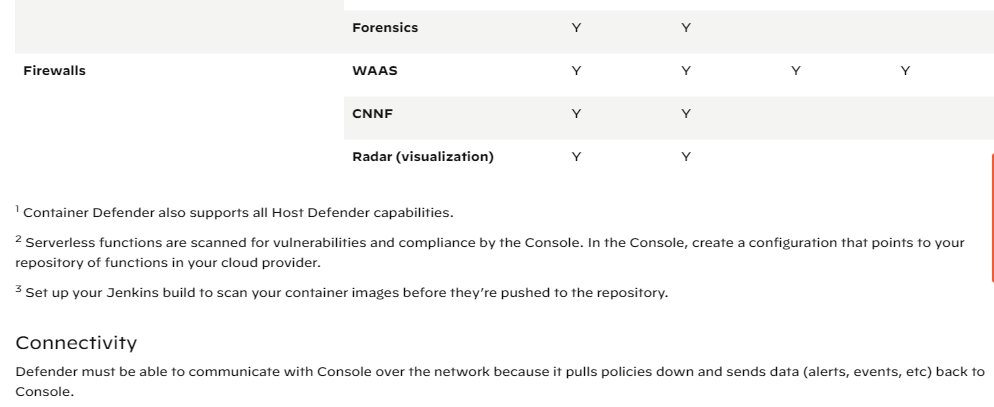 Forensics Y Y
Firewalls WAAS Y Y Y Y
CNNF Y Y
Radar (visualization) Y Y
1 Container Defender also supports all Host Defender capabilities.
2 Serverless functions are scanned for vulnerabilities and compliance by the Console. In the Console, create a configuration that points to your
repository of functions in your cloud provider.
3 Set up your Jenkins build to scan your container images before they’re pushed to the repository.
Connectivity
Defender must be able to communicate with Console over the network because it pulls policies down and sends data (alerts, events, etc) back to
Console.